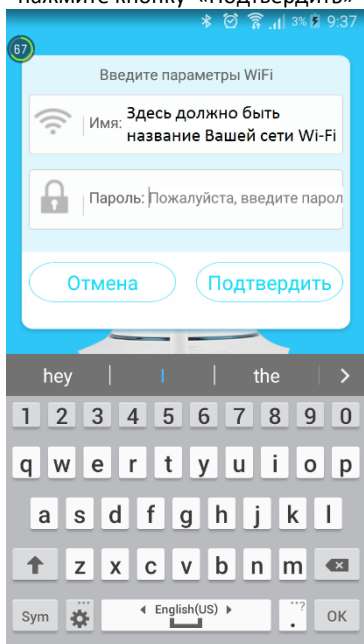 нажмите кнопку "«Подтвердить»
3% 9:37
67
Введите параметры WiFi
Имя: Здесь должно быть
название Вашей сети Wi-Fi
Пароль: Пожалуйста, введите парол
Отмена Подтвердить
hey I the >
1 2 3 4 5 6 7 8 9 0
q w e r t y u i o p
a s d f g h j k l
z x c v b n m
Sym English(US) . ,,? OK